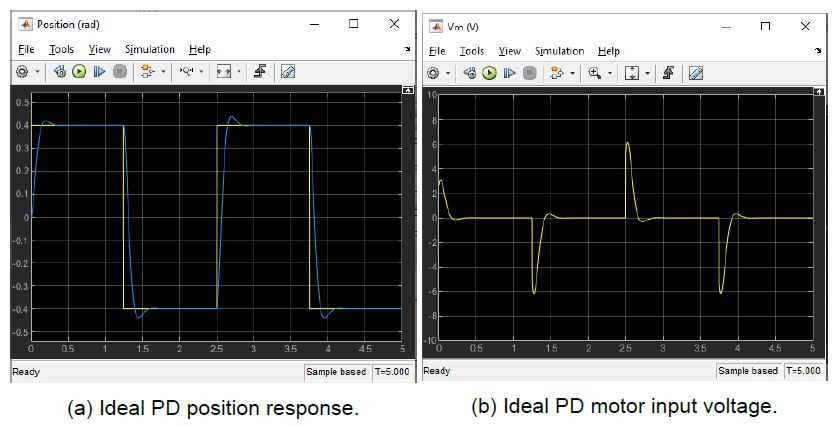 Position (rad)
File Tools View Simulation Help
0.5
0.4
0.3
0.2
0.1
0
-0.1
-0.2
-0.3
-0.4
-0.5
0 0.5 1 1.5 2 2.5 3 3.5 4 4.5 5
Ready Sample based T=5.000
(a) Ideal PD position response.
Vm (V)
File Tools View Simulation Help
10
8
6
4
2
0
-2
-4
-6
-8
-10
0 0.5 1 1.5 2 2.5 3 3.5 4 4.5 5
Ready Sample based T=5.000
(b) Ideal PD motor input voltage.